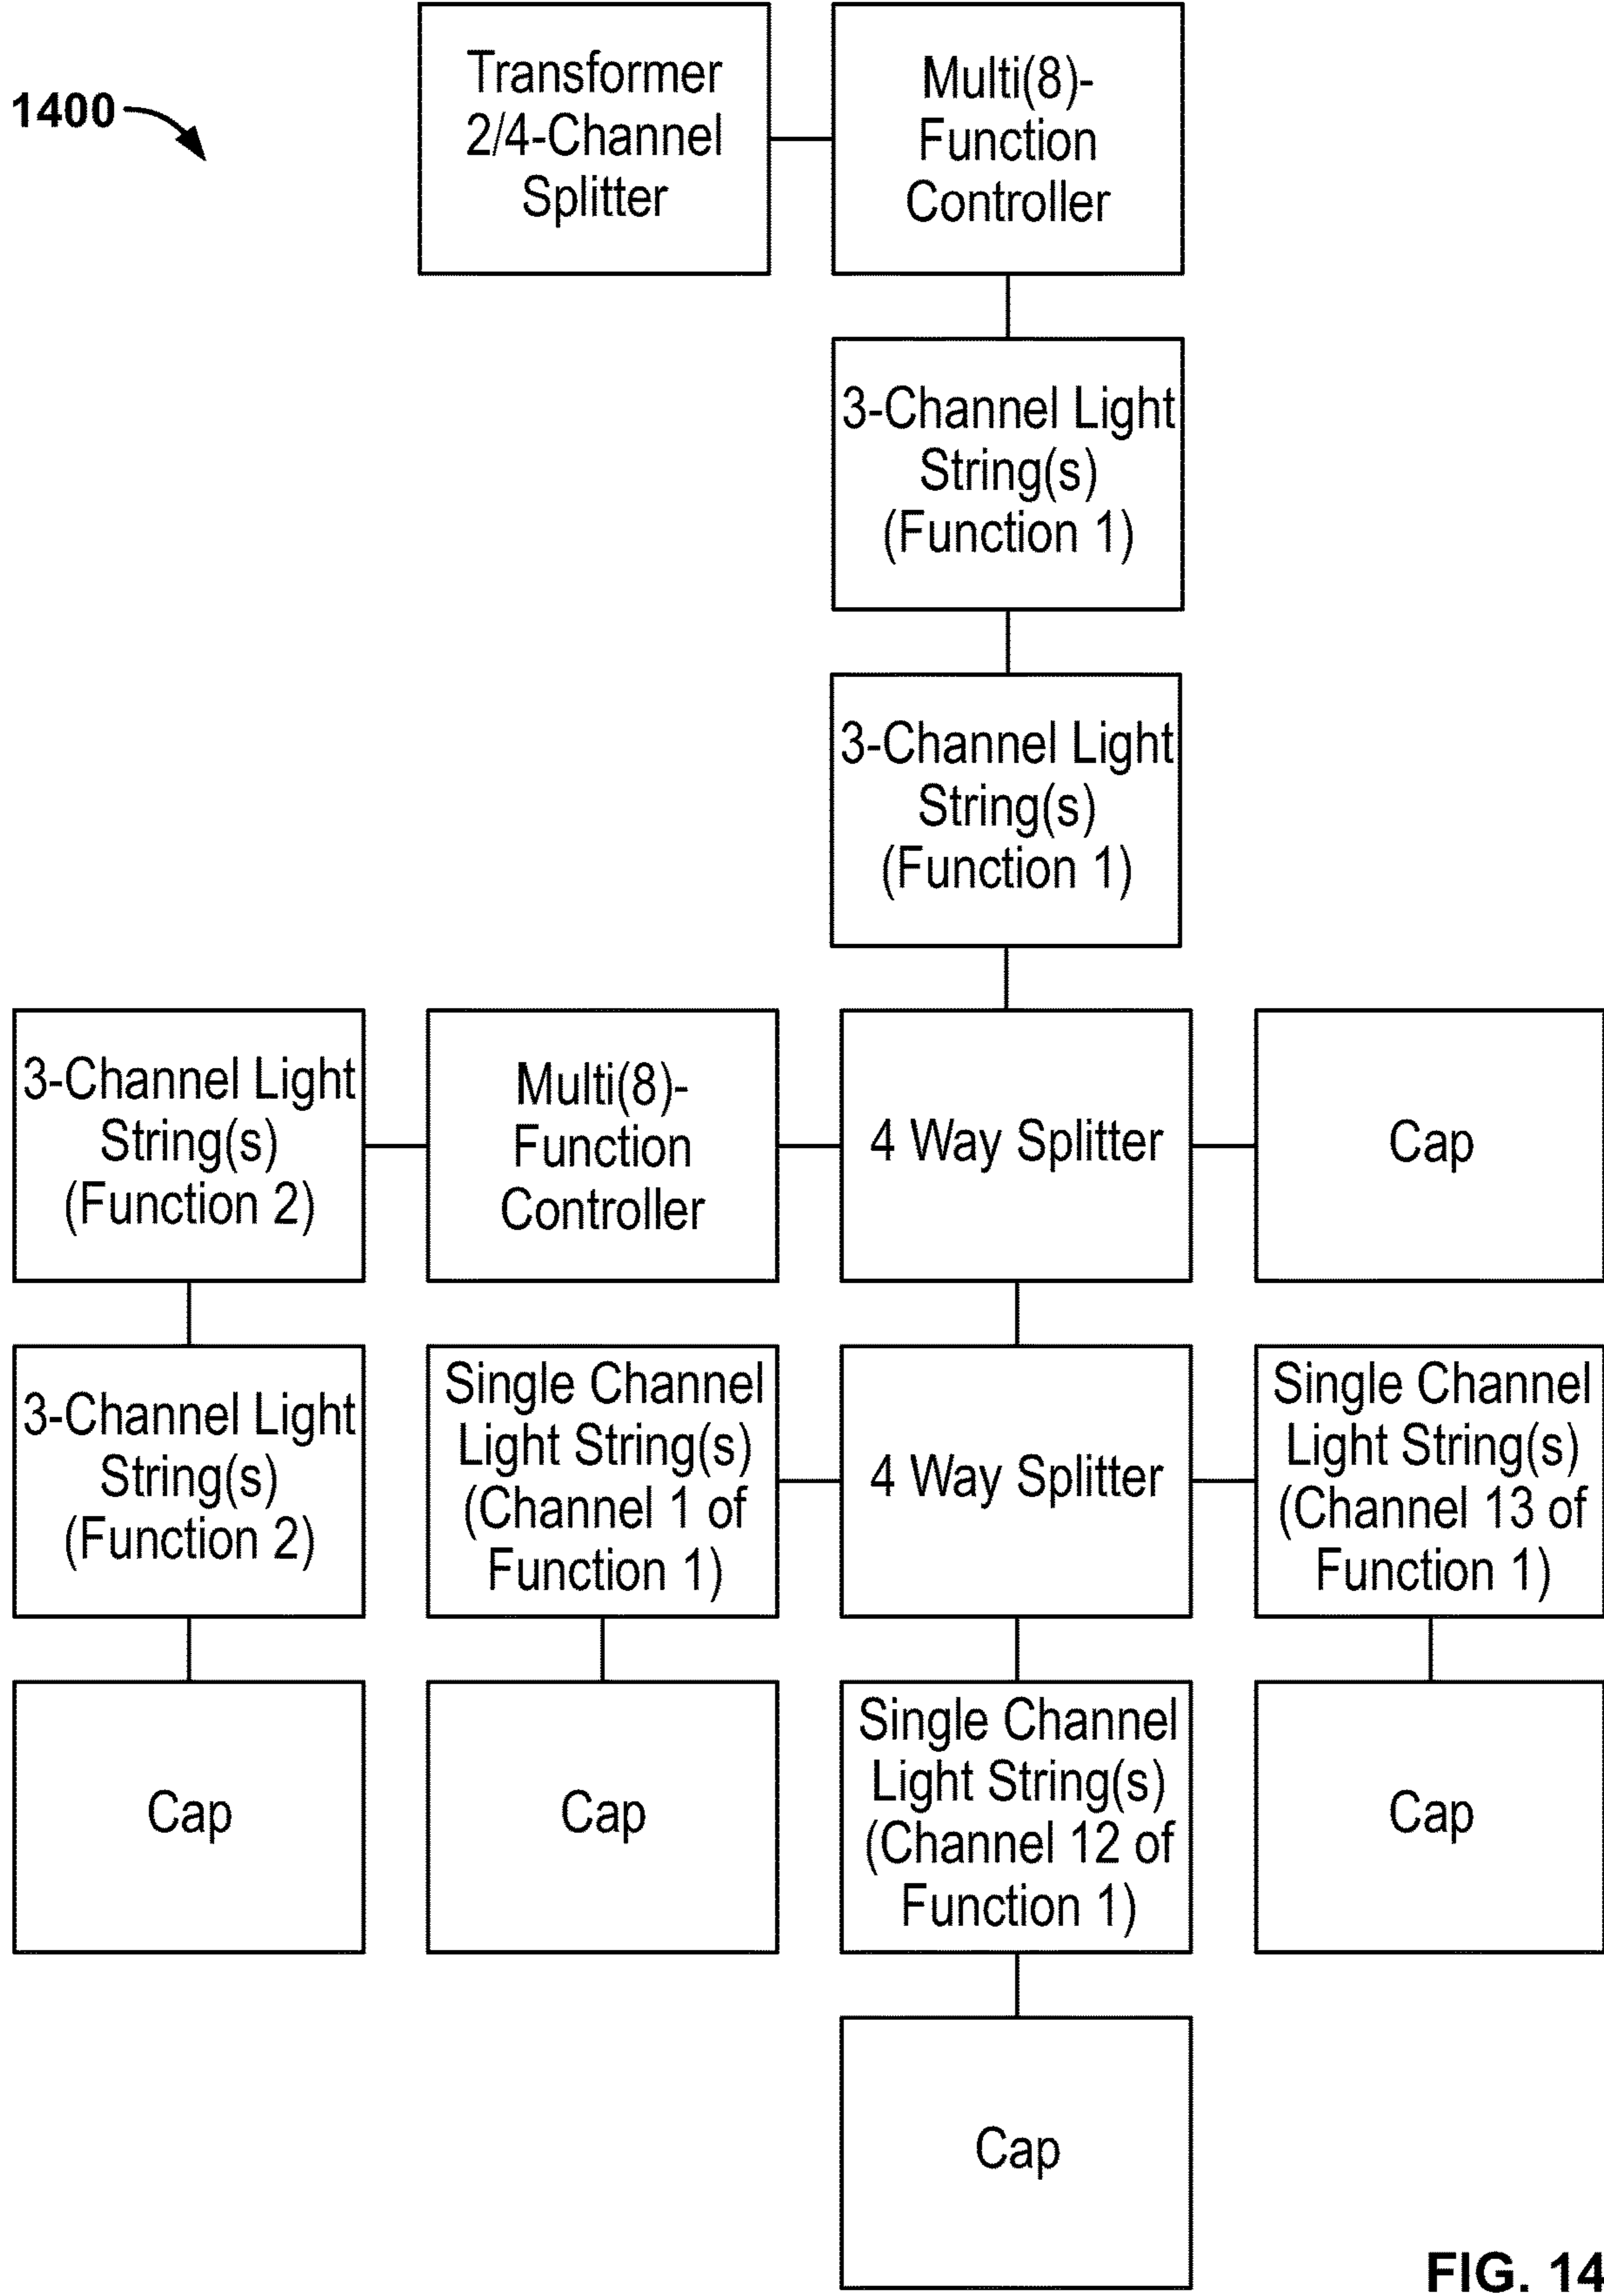 1400
Transformer
2/4-Channel
Splitter
Multi(8)-
Function
Controller
3-Channel Light
String(s)
(Function 1)
3-Channel Light
String(s)
(Function 1)
3-Channel Light
String(s)
(Function 2)
Multi(8)-
Function
Controller
4 Way Splitter
Cap
3-Channel Light
String(s)
(Function 2)
Single Channel
Light String(s)
(Channel 1 of
Function 1)
4 Way Splitter
Single Channel
Light String(s)
(Channel 13 of
Function 1)
Cap
Cap
Single Channel
Light String(s)
(Channel 12 of
Function 1)
Cap
Cap
FIG. 14